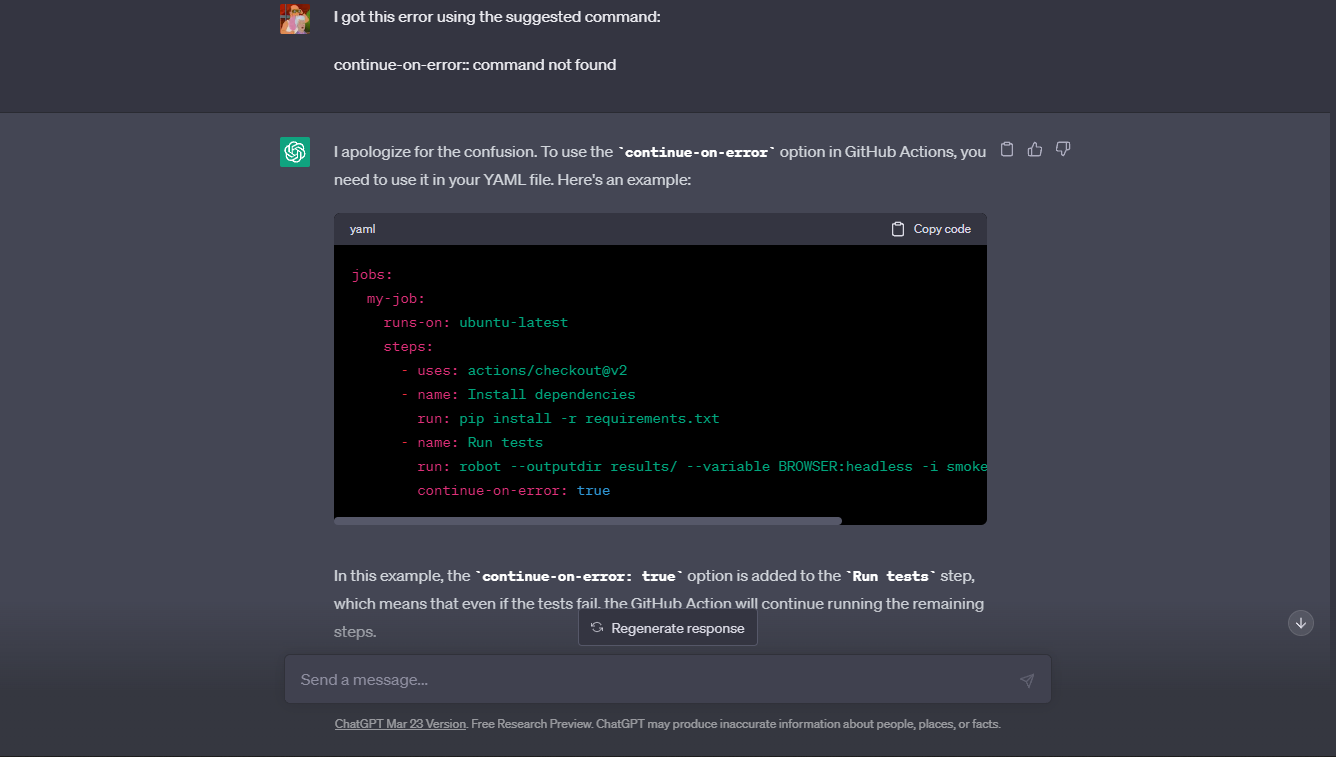 I got this error using the suggested command:
continue-on-error:: command not found
I apologize for the confusion. To use the `continue-on-error` option in GitHub Actions, you
need to use it in your YAML file. Here's an example:
yaml
Copy code
jobs:
  my-job:
    runs-on: ubuntu-latest
    steps:
      - uses: actions/checkout@v2
      - name: Install dependencies
        run: pip install -r requirements.txt
      - name: Run tests
        run: robot --outputdir results/ --variable BROWSER:headless -i smoke
        continue-on-error: true
In this example, the `continue-on-error: true` option is added to the `Run tests` step,
which means that even if the tests fail, the GitHub Action will continue running the remaining
steps.
Regenerate response
Send a message...
ChatGPT Mar 23 Version. Free Research Preview. ChatGPT may produce inaccurate information about people, places, or facts.